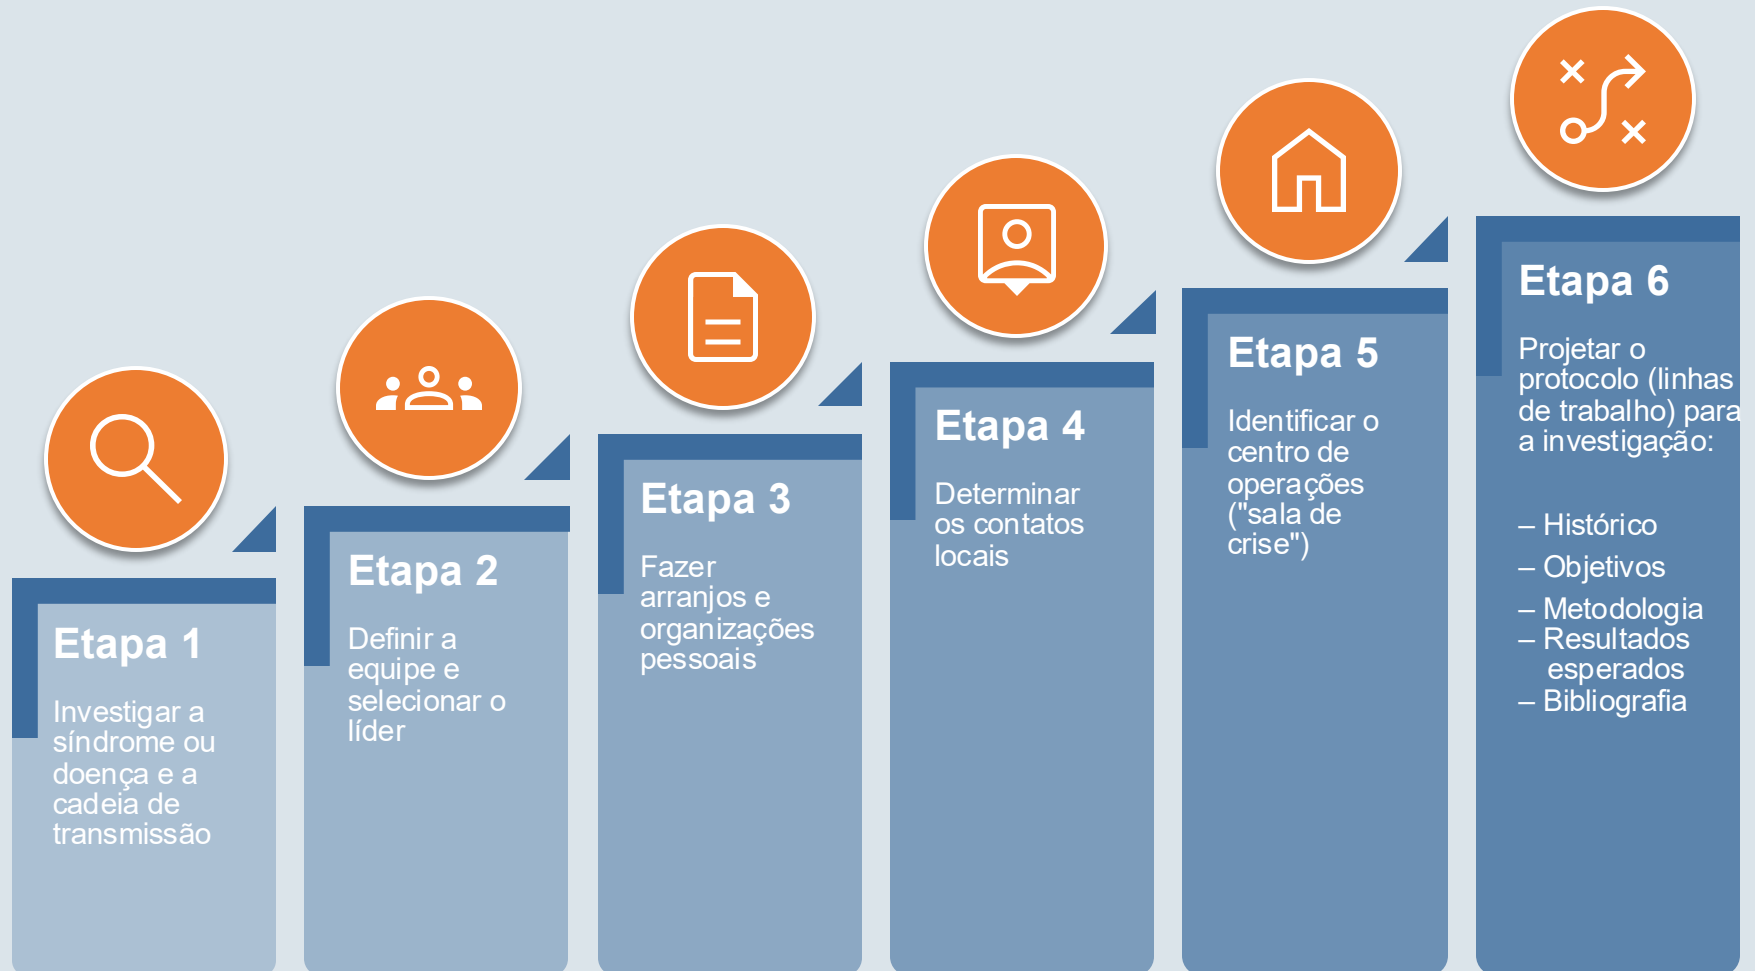 Etapa 1
Investigar a
síndrome ou
doença e a
cadeia de
transmissão
Etapa 2
Definir a
equipe e
selecionar o
líder
Etapa 3
Fazer
arranjos e
organizações
pessoais
Etapa 4
Determinar
os contatos
locais
Etapa 5
Identificar o
centro de
operações
("sala de
crise")
Etapa 6
Projetar o
protocolo (linhas
de trabalho) para
a investigação:
– Histórico
– Objetivos
– Metodologia
– Resultados
esperados
– Bibliografia